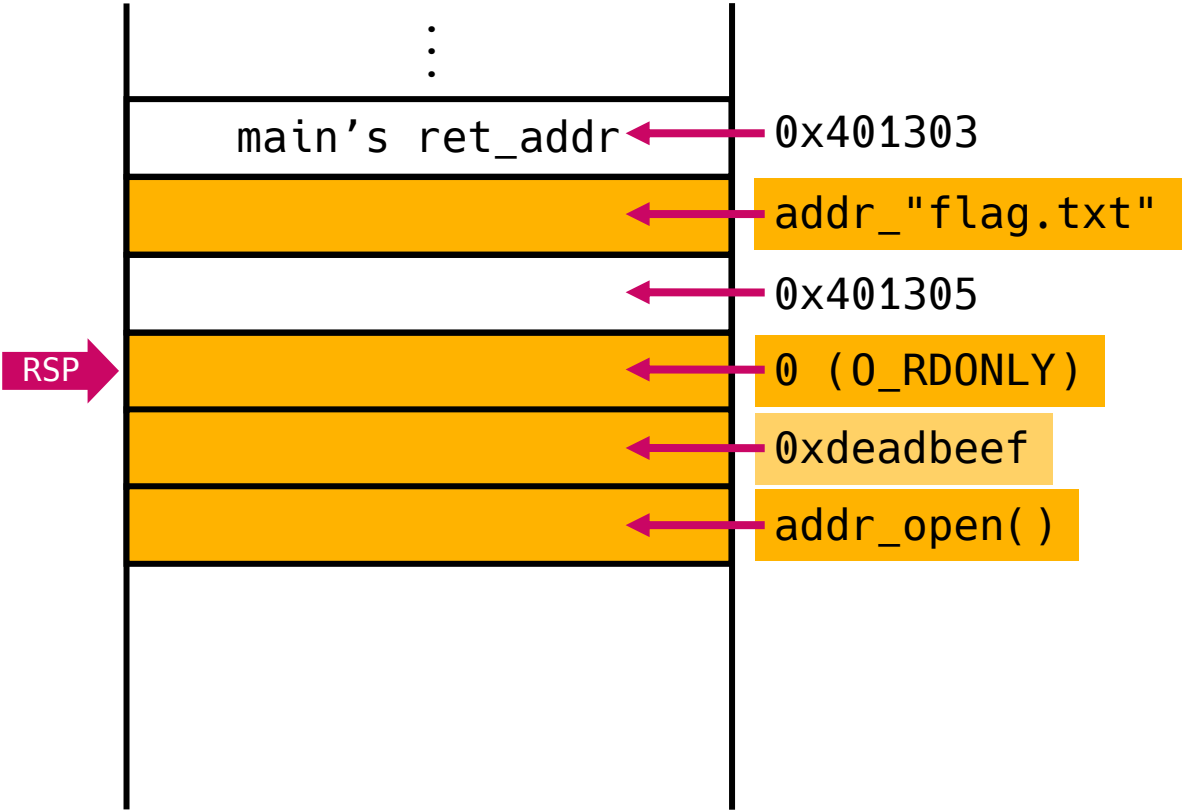 ⋮
main’s ret_addr 0x401303
addr_"flag.txt"
0x401305
RSP 0 (O_RDONLY)
0xdeadbeef
addr_open()